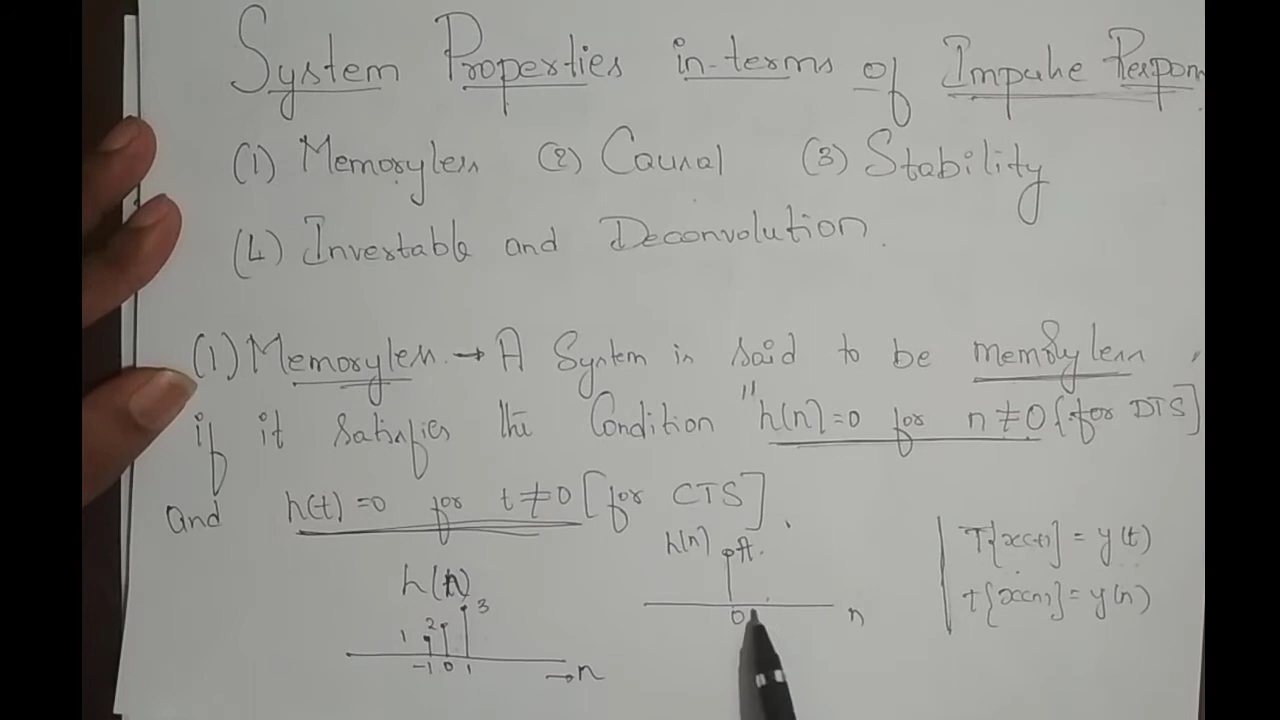 System Properties in-terms of Impulse Respon
(1) Memoryless (2) Causal (3) Stability
(4) Invertable and Deconvolution.
(1) Memoryless → A System is said to be memoryless,
if it satisfies the Condition "h(n)=0 for n≠0 {for DTS]
and h(t)=0 for t≠0 [for CTS].
h(n)
1 2 3
-1 0 1 → n
h(n) A.
0 n
T{x(t)] = y(t)
T{x(n)] = y(n)